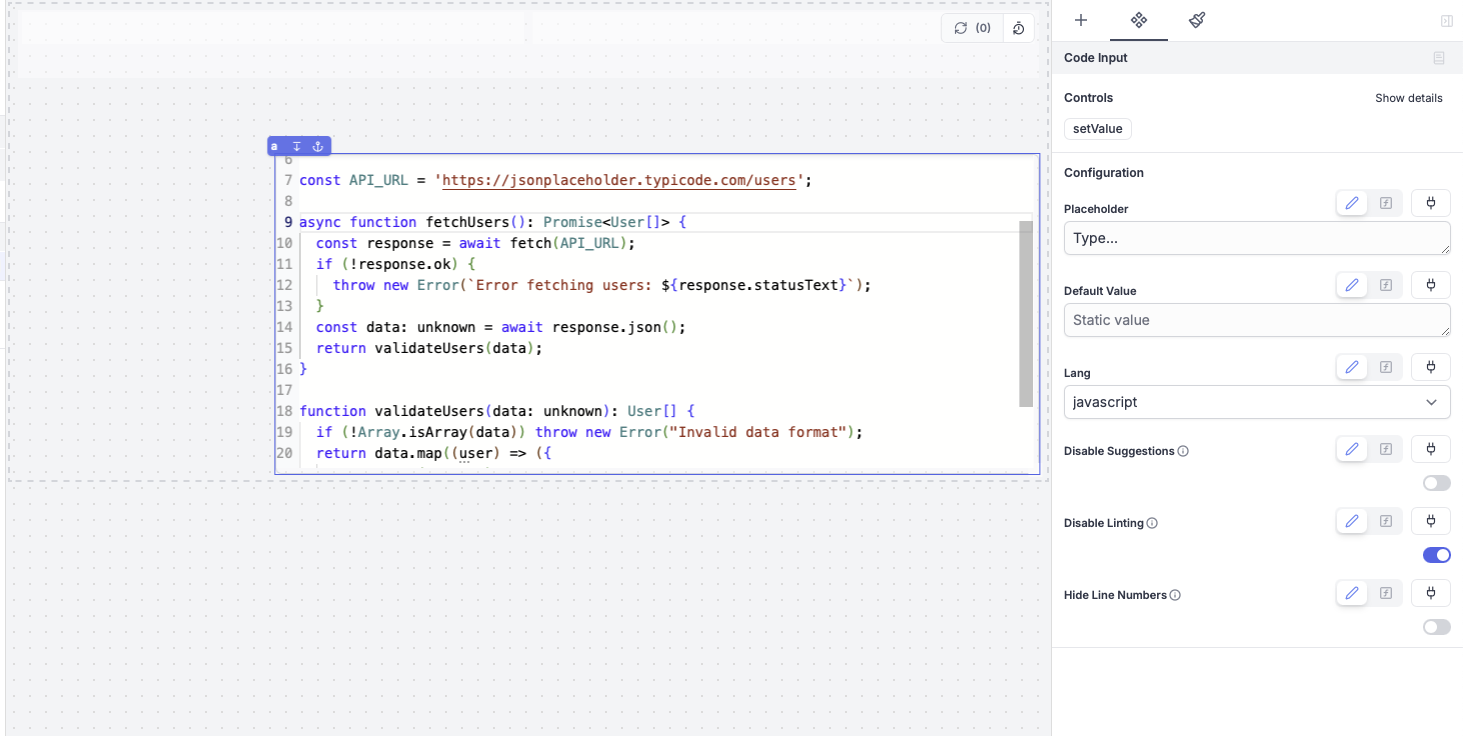 (0)
Code Input
Controls
Show details
setValue
Configuration
Placeholder
Type...
Default Value
Static value
Lang
javascript
Disable Suggestions
Disable Linting
Hide Line Numbers
a
6
7 const API_URL = 'https://jsonplaceholder.typicode.com/users';
8
9 async function fetchUsers(): Promise<User[]> {
10   const response = await fetch(API_URL);
11   if (!response.ok) {
12     throw new Error(`Error fetching users: ${response.statusText}`);
13   }
14   const data: unknown = await response.json();
15   return validateUsers(data);
16 }
17
18 function validateUsers(data: unknown): User[] {
19   if (!Array.isArray(data)) throw new Error("Invalid data format");
20   return data.map((user) => ({